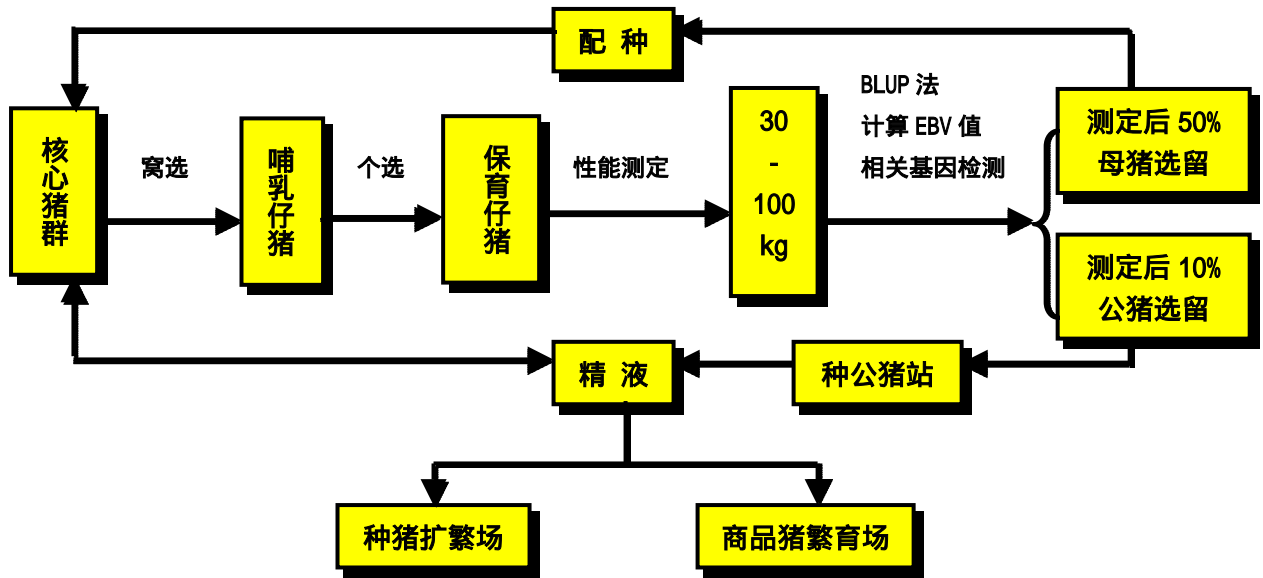 配 种
核心猪群
窝选
哺乳仔猪
个选
保育仔猪
性能测定
30
-
100
kg
BLUP 法
计算 EBV 值
相关基因检测
测定后 50%
母猪选留
测定后 10%
公猪选留
精 液
种公猪站
种猪扩繁场
商品猪繁育场